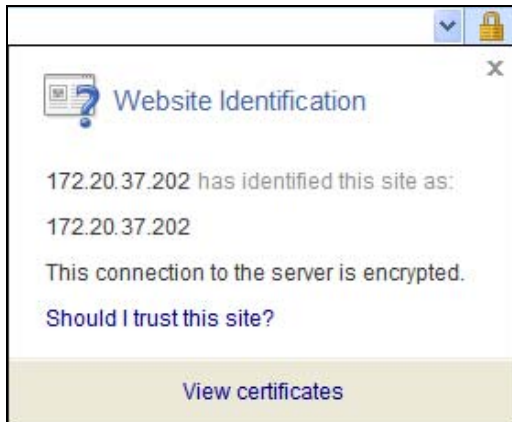 Website Identification
172.20.37.202 has identified this site as:
172.20.37.202
This connection to the server is encrypted.
Should I trust this site?
View certificates